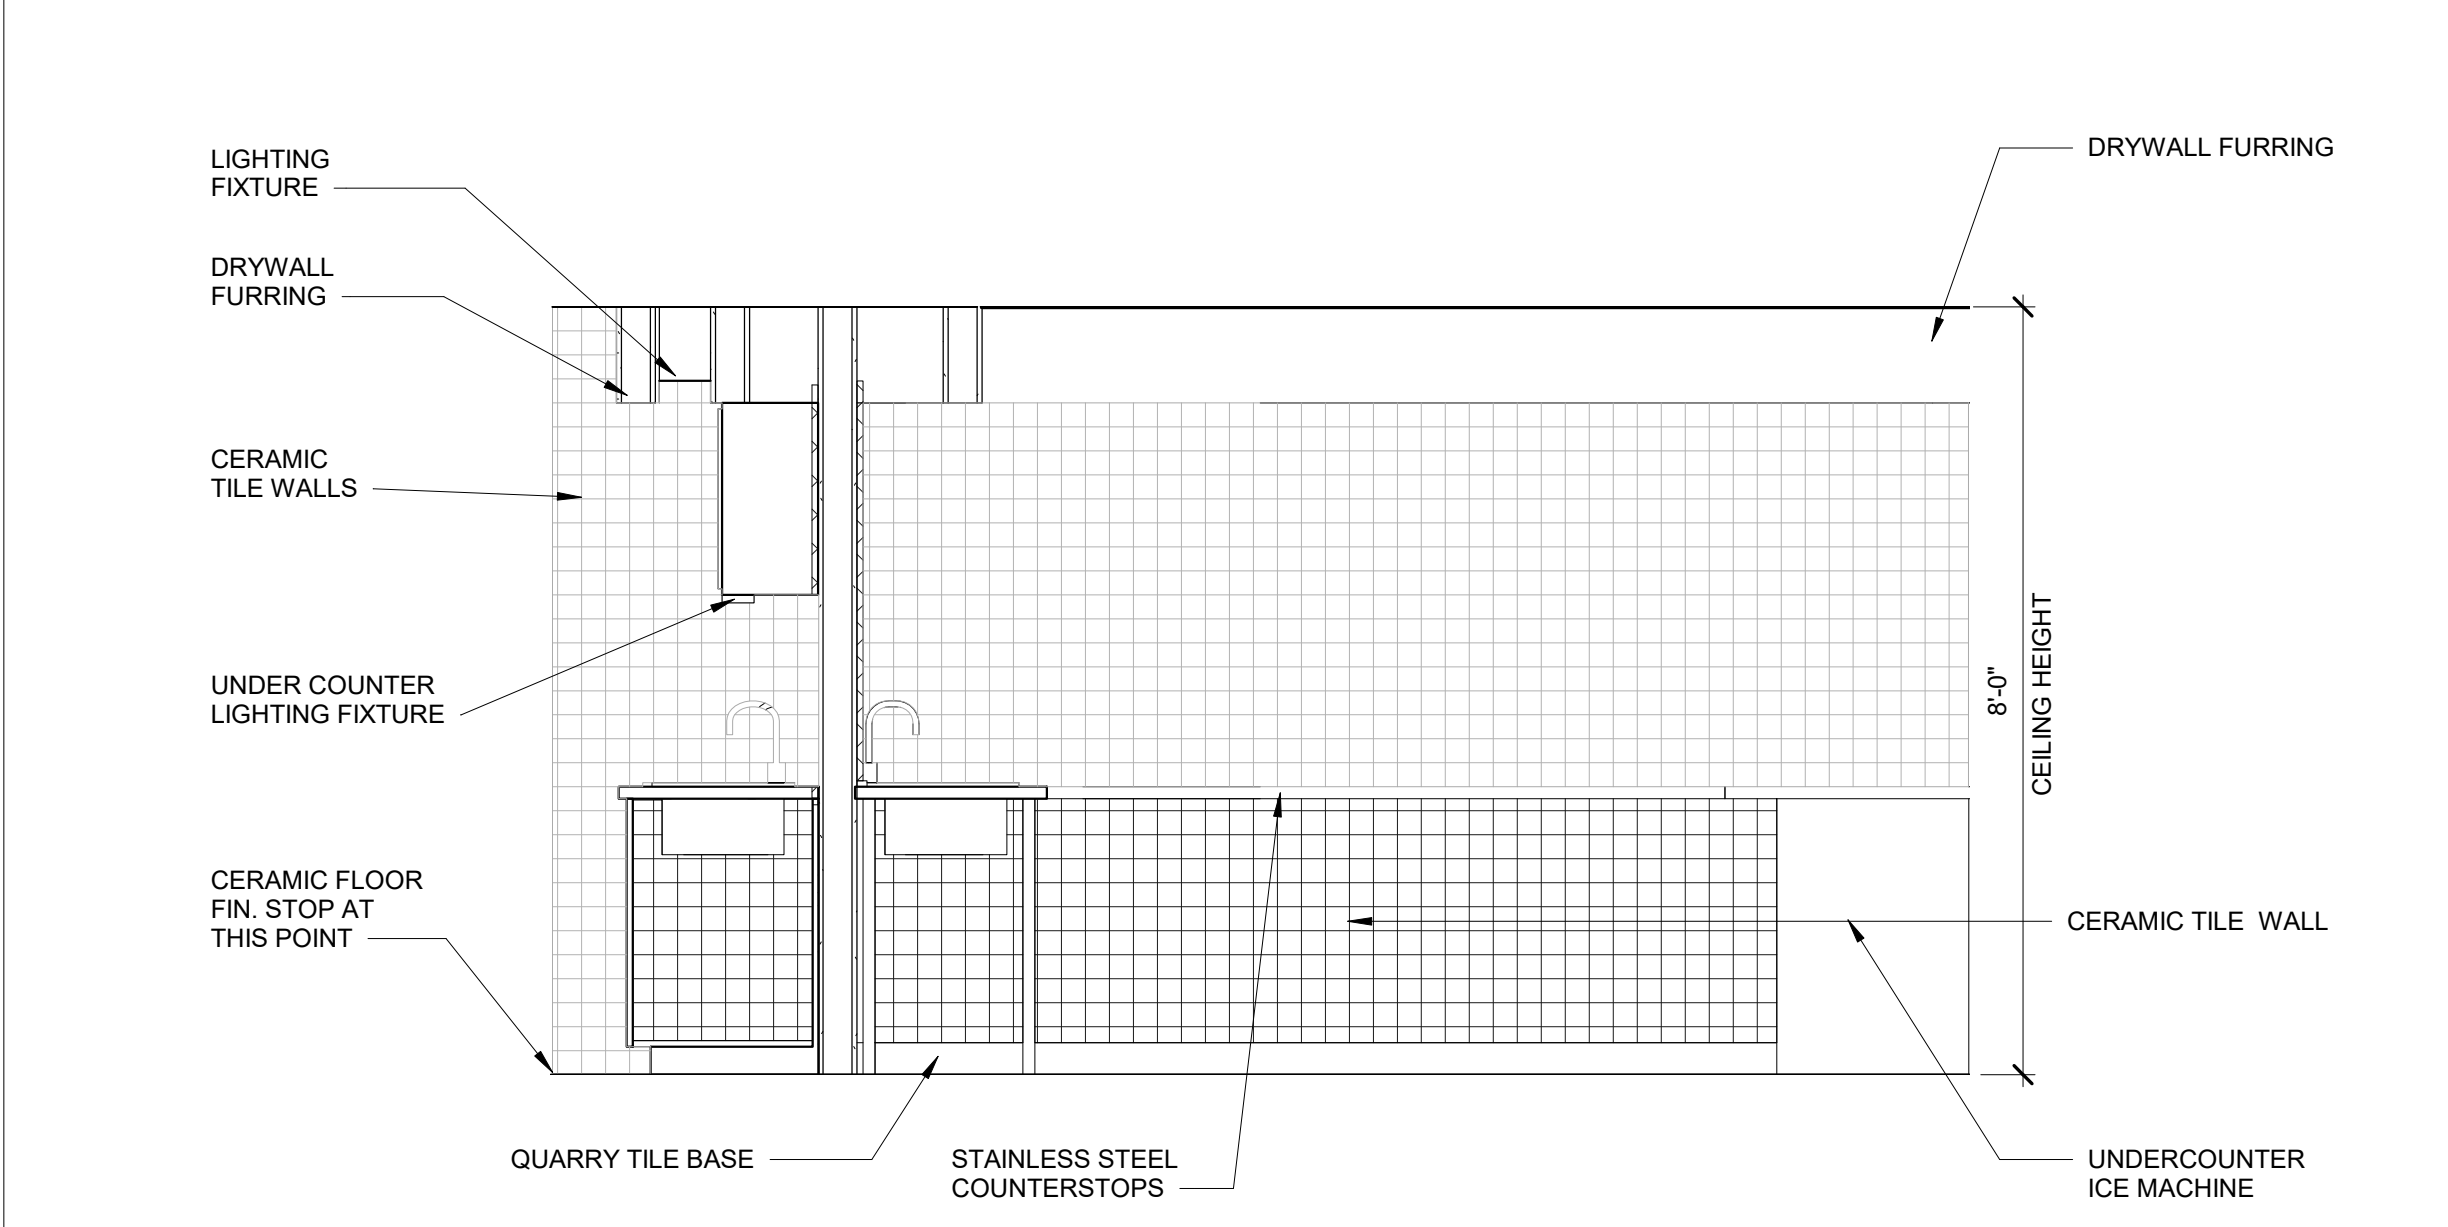 LIGHTING
FIXTURE
DRYWALL FURRING
DRYWALL
FURRING
CERAMIC
TILE WALLS
8'-0"
CEILING HEIGHT
UNDER COUNTER
LIGHTING FIXTURE
CERAMIC FLOOR
FIN. STOP AT
THIS POINT
CERAMIC TILE  WALL
QUARRY TILE BASE
STAINLESS STEEL
COUNTERSTOPS
UNDERCOUNTER
ICE MACHINE